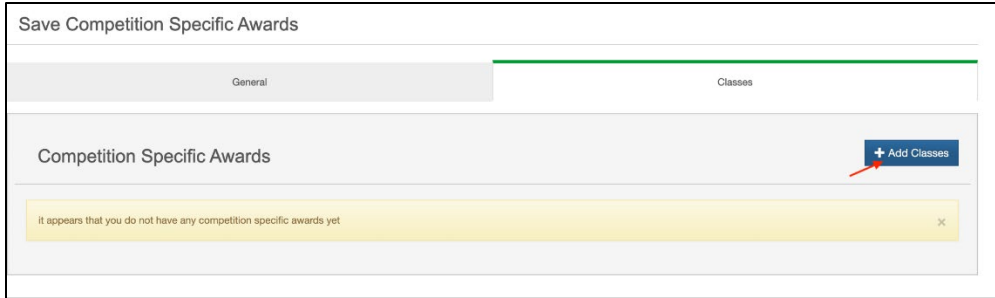 Save Competition Specific Awards
General
Classes
Competition Specific Awards
+ Add Classes
it appears that you do not have any competition specific awards yet
×